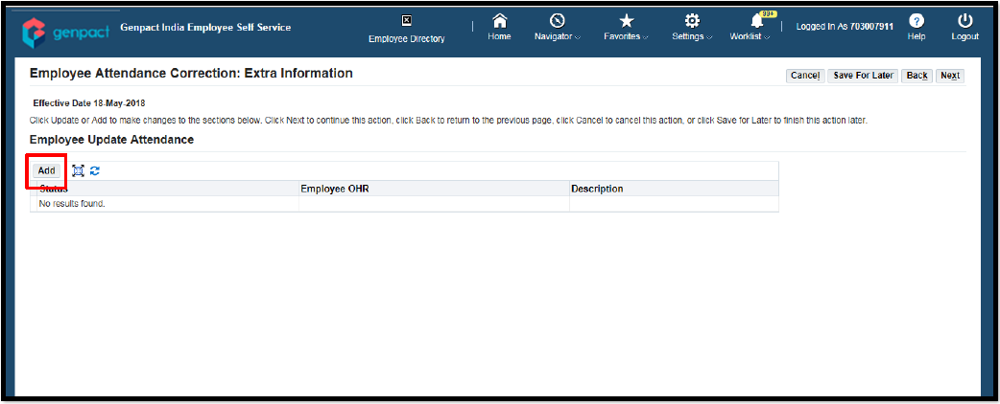 genpact
Genpact India Employee Self Service
Employee Directory
Home
Navigator
Favorites
Settings
99+
Worklist
Logged In As 703007911
Help
Logout
Employee Attendance Correction: Extra Information
Cancel
Save For Later
Back
Next
Effective Date 18-May-2018
Click Update or Add to make changes to the sections below. Click Next to continue this action, click Back to return to the previous page, click Cancel to cancel this action, or click Save for Later to finish this action later.
Employee Update Attendance
Add
Status Employee OHR Description
No results found.